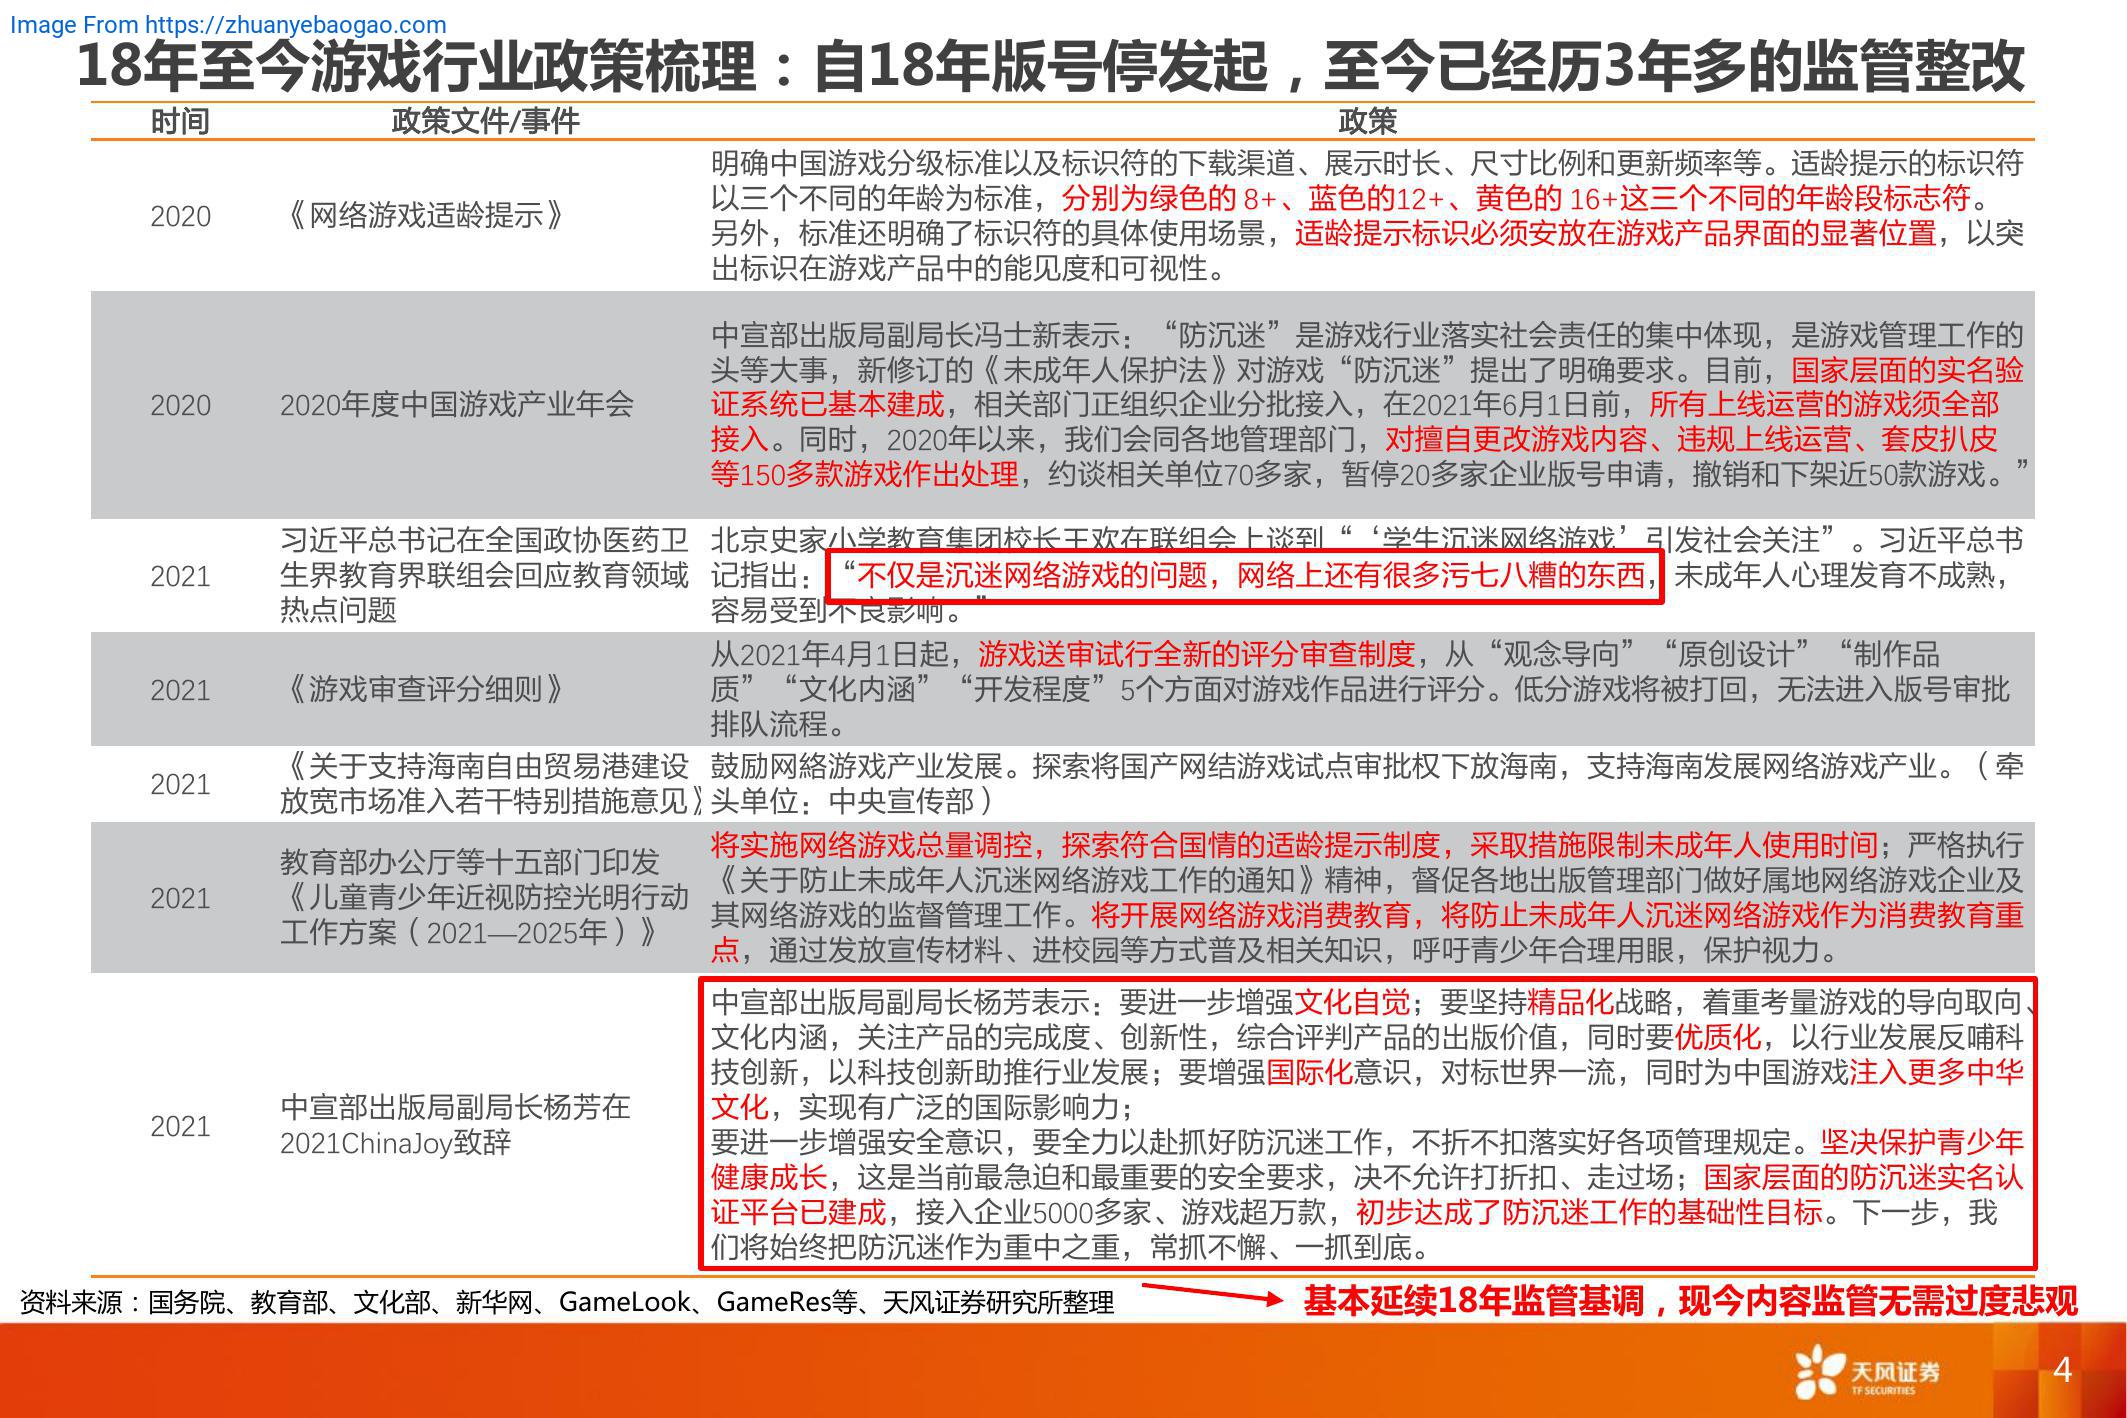 Image From https://zhuanyebaogao.com
18年至今游戏行业政策梳理：自18年版号停发起，至今已经历3年多的监管整改
时间 政策文件/事件 政策
2020 《网络游戏适龄提示》
明确中国游戏分级标准以及标识符的下载渠道、展示时长、尺寸比例和更新频率等。适龄提示的标识符
以三个不同的年龄为标准，分别为绿色的 8+、蓝色的12+、黄色的 16+这三个不同的年龄段标志符。
另外，标准还明确了标识符的具体使用场景，适龄提示标识必须安放在游戏产品界面的显著位置，以突
出标识在游戏产品中的能见度和可视性。
2020 2020年度中国游戏产业年会
中宣部出版局副局长冯士新表示：“防沉迷”是游戏行业落实社会责任的集中体现，是游戏管理工作的
头等大事，新修订的《未成年人保护法》对游戏“防沉迷”提出了明确要求。目前，国家层面的实名验
证系统已基本建成，相关部门正组织企业分批接入，在2021年6月1日前，所有上线运营的游戏须全部
接入。同时，2020年以来，我们会同各地管理部门，对擅自更改游戏内容、违规上线运营、套皮扒皮
等150多款游戏作出处理，约谈相关单位70多家，暂停20多家企业版号申请，撤销和下架近50款游戏。”
2021
习近平总书记在全国政协医药卫
生界教育界联组会回应教育领域
热点问题
北京史家小学教育集团校长王欢在联组会上谈到“‘学生沉迷网络游戏’引发社会关注”。习近平总书
记指出：“不仅是沉迷网络游戏的问题，网络上还有很多污七八糟的东西，未成年人心理发育不成熟，
容易受到不良影响。”
2021 《游戏审查评分细则》
从2021年4月1日起，游戏送审试行全新的评分审查制度，从“观念导向”“原创设计”“制作品
质”“文化内涵”“开发程度”5个方面对游戏作品进行评分。低分游戏将被打回，无法进入版号审批
排队流程。
2021
《关于支持海南自由贸易港建设
放宽市场准入若干特别措施意见》
鼓励网络游戏产业发展。探索将国产网结游戏试点审批权下放海南，支持海南发展网络游戏产业。（牵
头单位：中央宣传部）
2021
教育部办公厅等十五部门印发
《儿童青少年近视防控光明行动
工作方案（2021—2025年）》
将实施网络游戏总量调控，探索符合国情的适龄提示制度，采取措施限制未成年人使用时间；严格执行
《关于防止未成年人沉迷网络游戏工作的通知》精神，督促各地出版管理部门做好属地网络游戏企业及
其网络游戏的监督管理工作。将开展网络游戏消费教育，将防止未成年人沉迷网络游戏作为消费教育重
点，通过发放宣传材料、进校园等方式普及相关知识，呼吁青少年合理用眼，保护视力。
2021
中宣部出版局副局长杨芳在
2021ChinaJoy致辞
中宣部出版局副局长杨芳表示：要进一步增强文化自觉；要坚持精品化战略，着重考量游戏的导向取向、
文化内涵，关注产品的完成度、创新性，综合评判产品的出版价值，同时要优质化，以行业发展反哺科
技创新，以科技创新助推行业发展；要增强国际化意识，对标世界一流，同时为中国游戏注入更多中华
文化，实现有广泛的国际影响力；
要进一步增强安全意识，要全力以赴抓好防沉迷工作，不折不扣落实好各项管理规定。坚决保护青少年
健康成长，这是当前最急迫和最重要的安全要求，决不允许打折扣、走过场；国家层面的防沉迷实名认
证平台已建成，接入企业5000多家、游戏超万款，初步达成了防沉迷工作的基础性目标。下一步，我
们将始终把防沉迷作为重中之重，常抓不懈、一抓到底。
资料来源：国务院、教育部、文化部、新华网、GameLook、GameRes等、天风证券研究所整理
基本延续18年监管基调，现今内容监管无需过度悲观
天风证券
TF SECURITIES
4